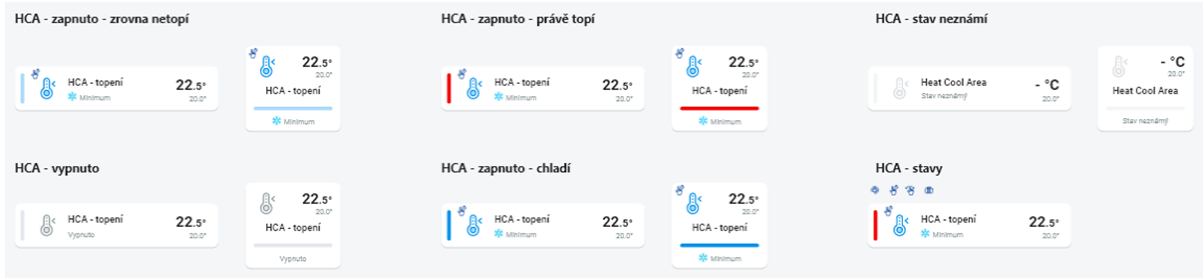 HCA - zapnuto - zrovna netopí
HCA - topení
Minimum
22.5°
20.0°
22.5°
20.0°
HCA - topení
Minimum
HCA - zapnuto - právě topí
HCA - topení
Minimum
22.5°
20.0°
22.5°
20.0°
HCA - topení
Minimum
HCA - stav neznámí
Heat Cool Area
Stav neznámý
- °C
20.0°
- °C
20.0°
Heat Cool Area
Stav neznámý
HCA - vypnuto
HCA - topení
Vypnuto
22.5°
20.0°
22.5°
20.0°
HCA - topení
Vypnuto
HCA - zapnuto - chladí
HCA - topení
Minimum
22.5°
20.0°
22.5°
20.0°
HCA - topení
Minimum
HCA - stavy
HCA - topení
Minimum
22.5°
20.0°